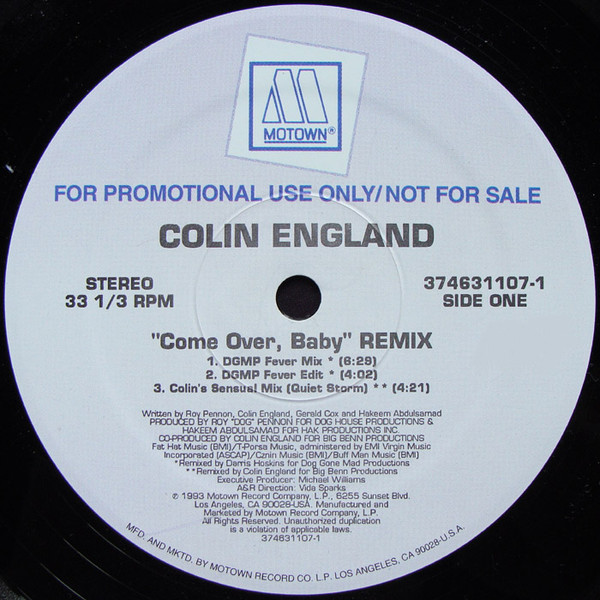 MOTOWN®
FOR PROMOTIONAL USE ONLY/NOT FOR SALE
COLIN ENGLAND
STEREO
33 1/3 RPM
374631107-1
SIDE ONE
"Come Over, Baby" REMIX
1. DGMP Fever Mix * (6:29)
2. DGMP Fever Edit * (4:02)
3. Colin's Sensual Mix (Quiet Storm) * * (4:21)
Written by Roy Pennon, Colin England, Gerald Cox and Hakeem Abdulsamad
PRODUCED BY ROY "DOG" PENNON FOR DOG HOUSE PRODUCTIONS &
HAKEEM ABDULSAMAD FOR HAK PRODUCTIONS INC.
CO-PRODUCED BY COLIN ENGLAND FOR BIG BENN PRODUCTIONS
Fat Hat Music (BMI)/T-Porsa Music, administered by EMI Virgin Music
Incorporated (ASCAP)/Cznin Music (BMI)/Buff Man Music (BMI)
*Remixed by Darris Hoskins for Dog Gone Mad Productions
**Remixed by Colin England for Big Benn Productions
Executive Producer: Michael Williams
A&R Direction: Vida Sparks
℗ 1993 Motown Record Company, L.P., 6255 Sunset Blvd.
Los Angeles, CA 90028-USA. Manufactured and
Marketed by Motown Record Company, L.P.
All Rights Reserved. Unauthorized duplication
is a violation of applicable laws.
374631107-1
MFD. AND MKTD. BY MOTOWN RECORD CO. L.P. LOS ANGELES, CA 90028-U.S.A.